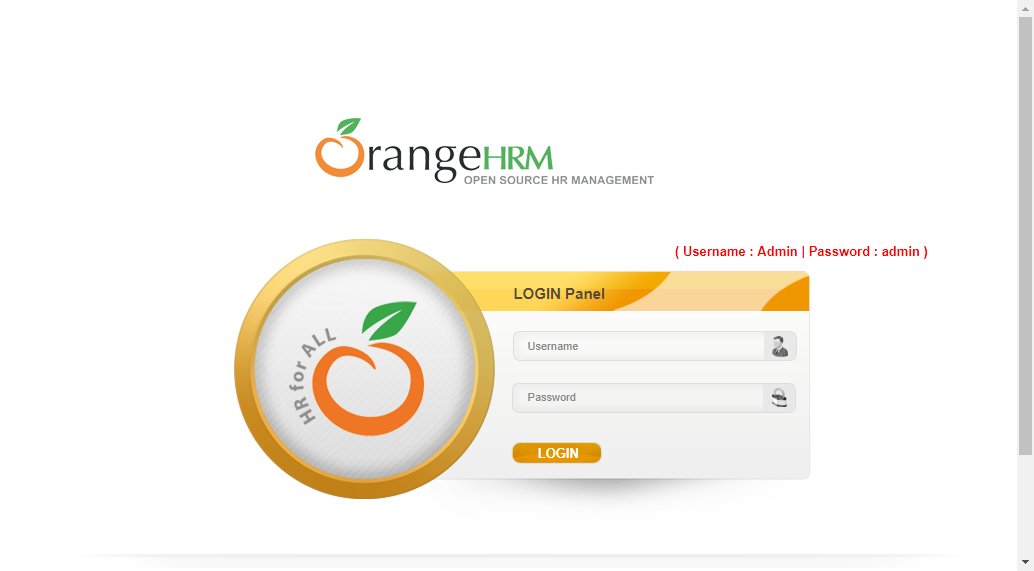 OrangeHRM
OPEN SOURCE HR MANAGEMENT
( Username : Admin | Password : admin )
LOGIN Panel
HR for ALL
Username
Password
LOGIN